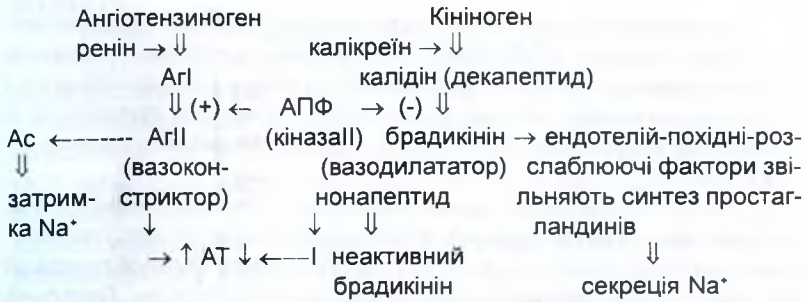 Ангіотензиноген Кініноген
ренін → ⇓ калікреїн → ⇓
АгІ калідін (декапептид)
⇓ (+) ← АПФ → (-) ⇓
Ас ←------ АгІІ (кіназаІІ) брадикінін → ендотелій-похідні-роз-
⇓ (вазокон- (вазодилататор) слаблюючі фактори зві-
затрим- стриктор) нонапептид льняють синтез простаг-
ка Na⁺ ↓ ↓ ⇓ ландинів
→ ↑ АТ ↓ ←---І неактивний ⇓
брадикінін секреція Na⁺